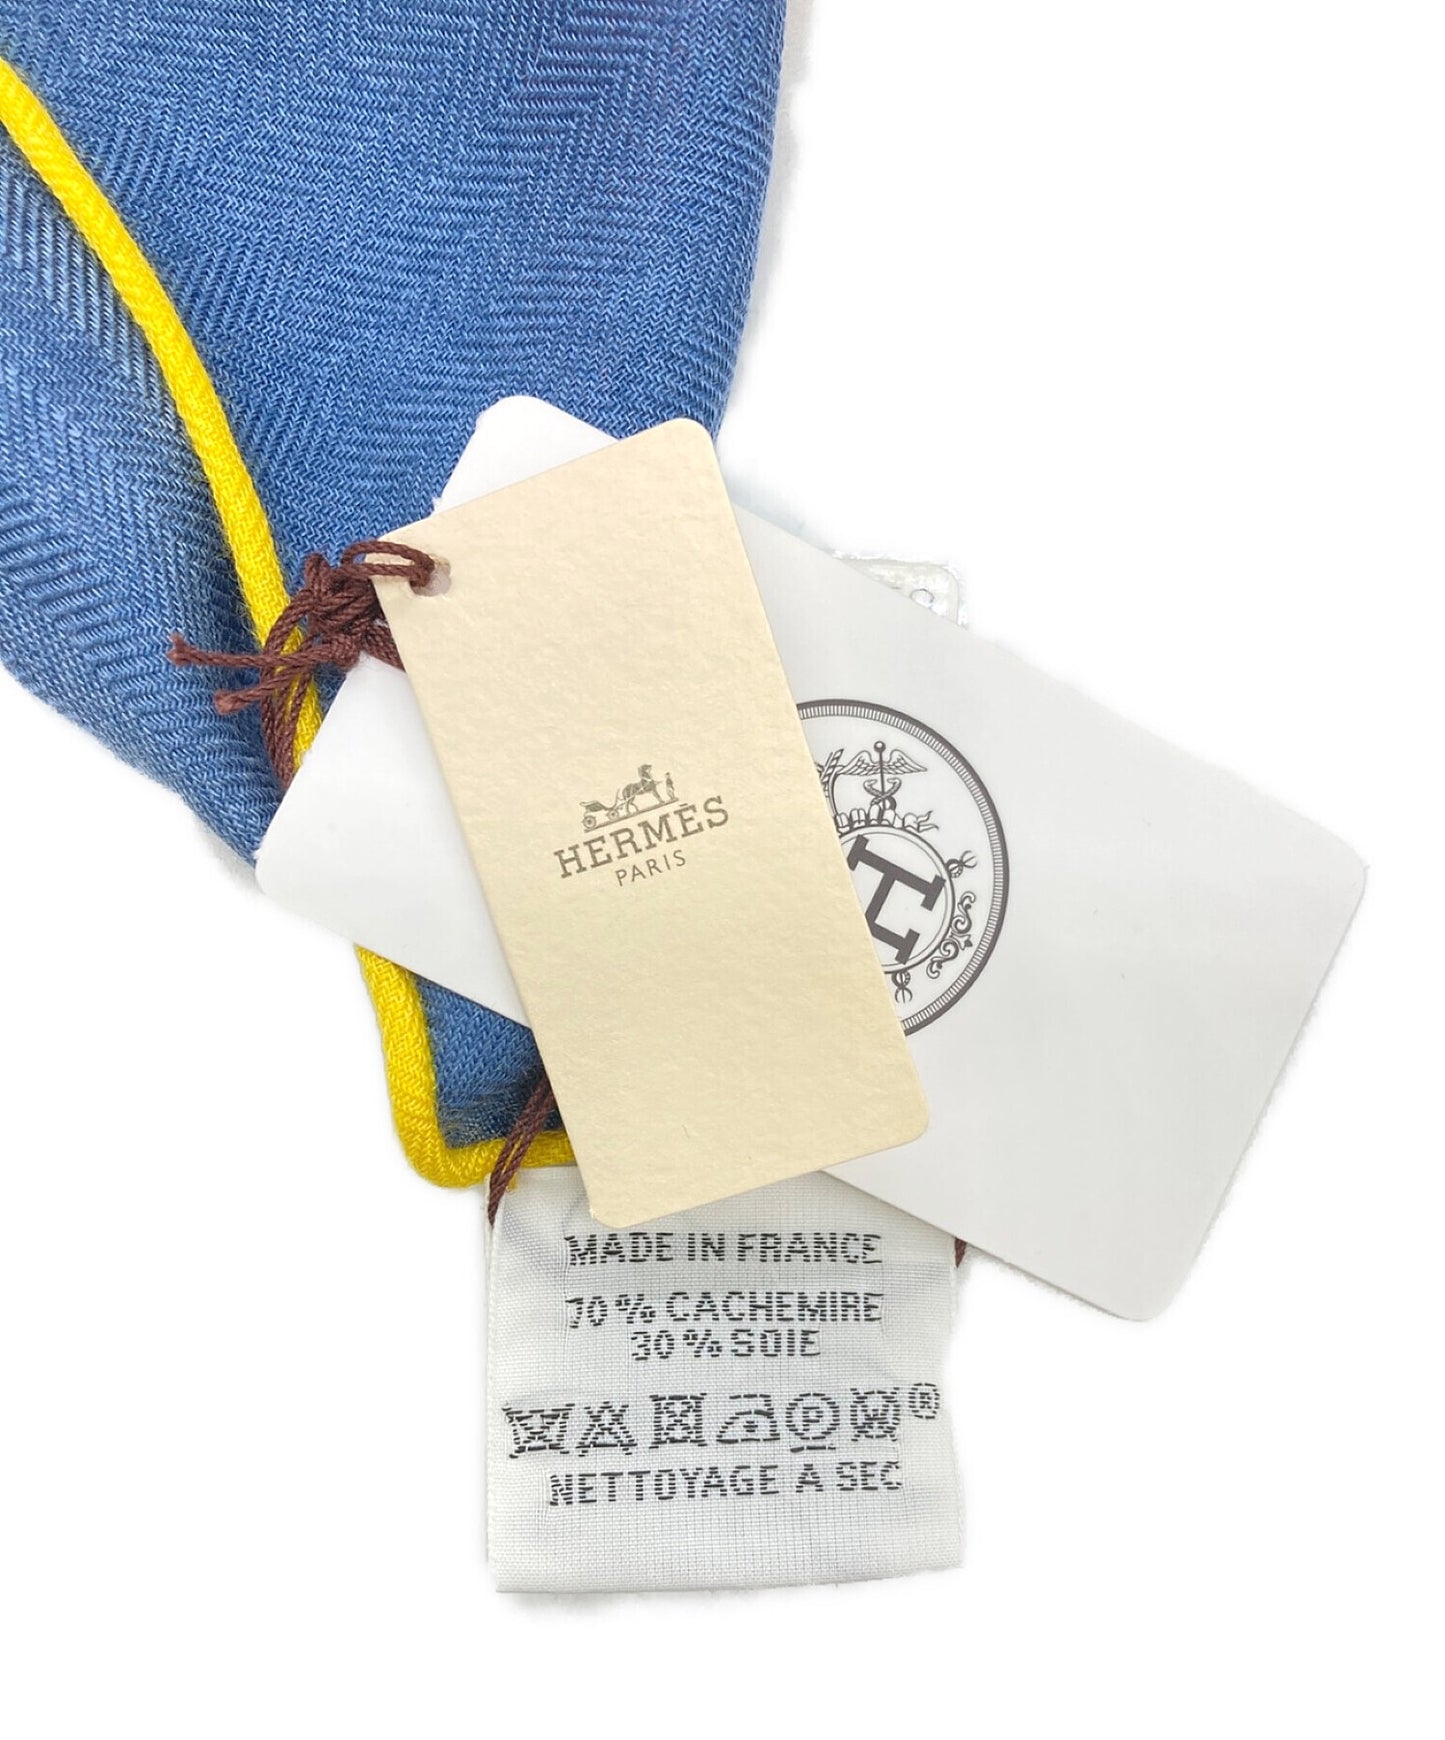 HERMÈS
PARIS
H
MADE IN FRANCE
70% CACHEMIRE
30% SOIE
P W ®
NETTOYAGE A SEC